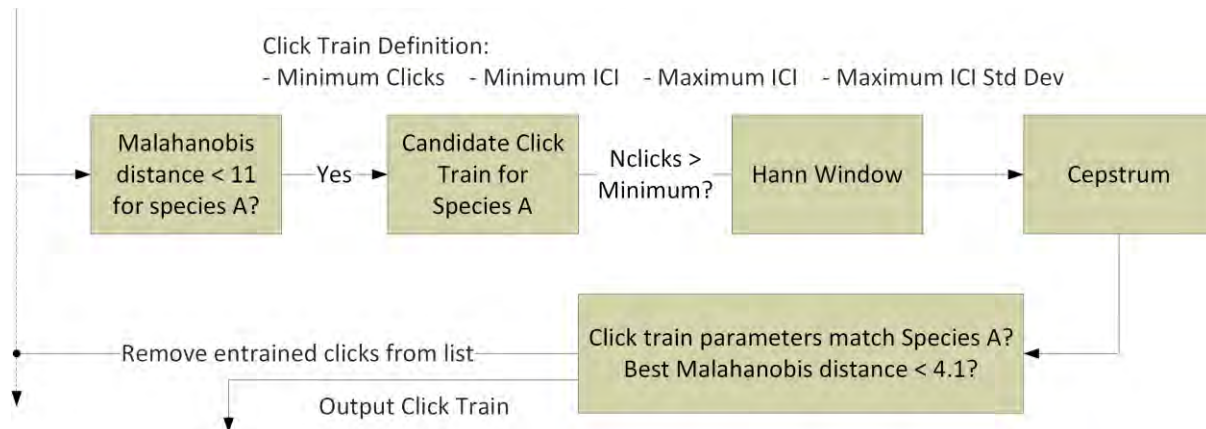 Click Train Definition:
- Minimum Clicks - Minimum ICI - Maximum ICI - Maximum ICI Std Dev
Malahanobis
distance < 11
for species A?
Yes
Candidate Click
Train for
Species A
Nclicks >
Minimum?
Hann Window
Cepstrum
Click train parameters match Species A?
Best Malahanobis distance < 4.1?
Remove entrained clicks from list
Output Click Train